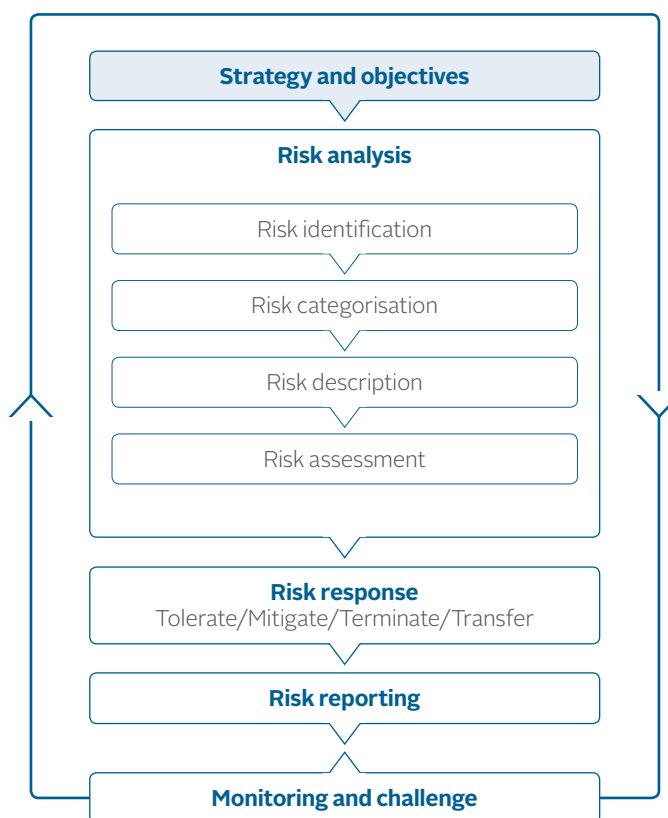 Strategy and objectives
Risk analysis
Risk identification
Risk categorisation
Risk description
Risk assessment
Risk response
Tolerate/Mitigate/Terminate/Transfer
Risk reporting
Monitoring and challenge